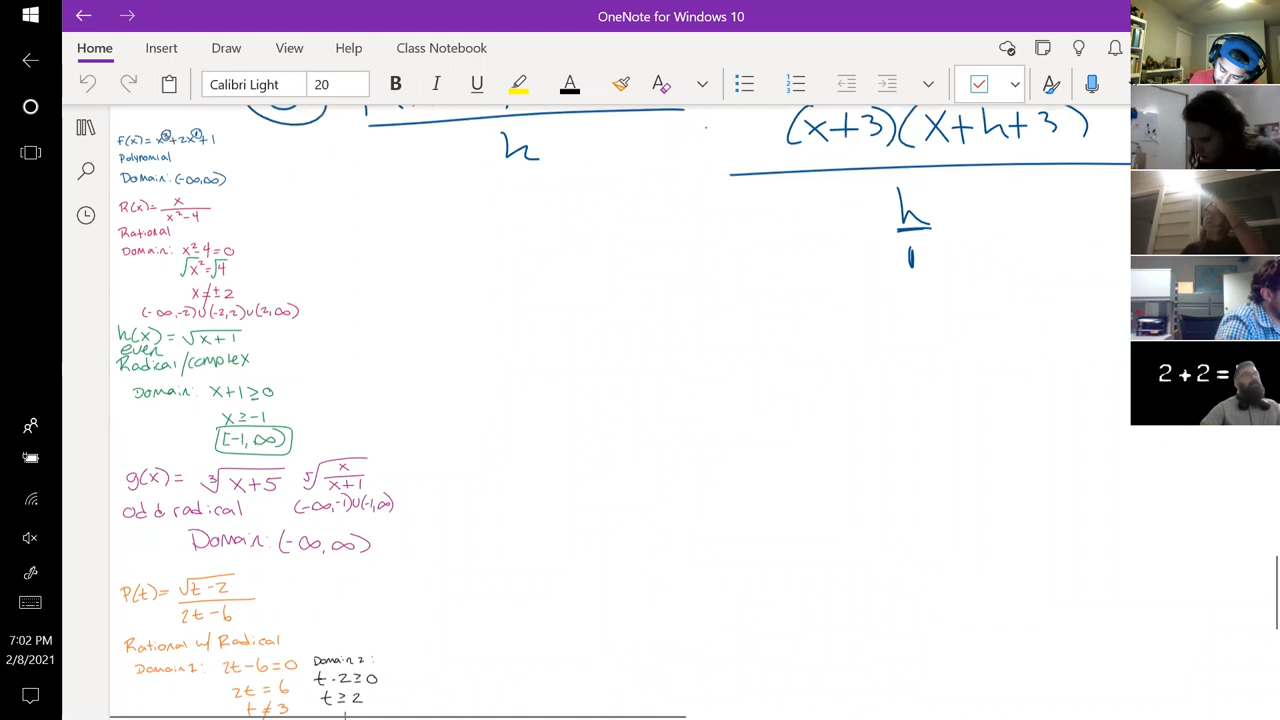 OneNote for Windows 10
Home Insert Draw View Help Class Notebook
Calibri Light 20 B I U A A
h
(x+3)(x+h+3)
h
F(x)=x³+2x¹+1
Polynomial
Domain: (-∞,∞)
R(x)= x / x²-4
Rational
Domain: x²-4=0
√x²=√4
x≠±2
(-∞,-2)∪(-2,2)∪(2,∞)
h(x)=√x+1
even
Radical/complex
Domain: x+1≥0
x≥-1
[-1,∞)
g(x)= ³√x+5 ⁵√x/x+1
odd radical (-∞,-1)∪(-1,∞)
Domain: (-∞,∞)
P(t)= √t-2 / 2t-6
Rational w/ Radical
Domain 1: 2t-6=0
2t=6
t≠3
Domain 2:
t-2≥0
t≥2
2+2=
7:02 PM
2/8/2021